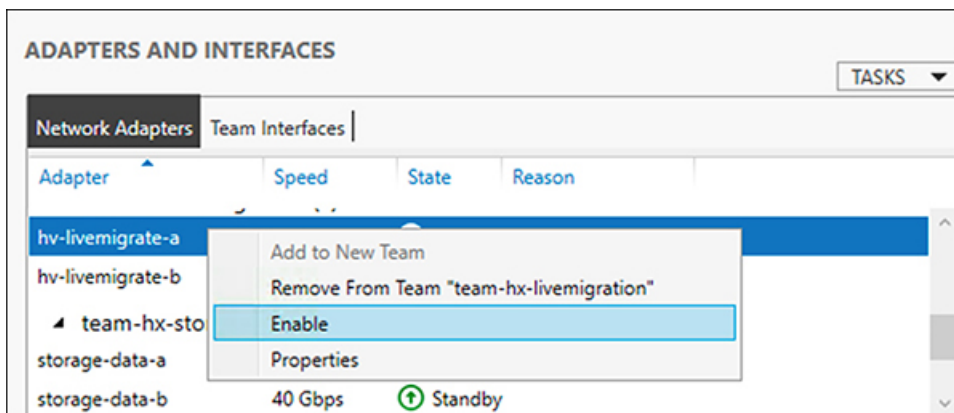 ADAPTERS AND INTERFACES
TASKS
Network Adapters Team Interfaces
Adapter Speed State Reason
hv-livemigrate-a
Add to New Team
hv-livemigrate-b
Remove From Team "team-hx-livemigration"
team-hx-sto
Enable
storage-data-a
Properties
storage-data-b 40 Gbps Standby